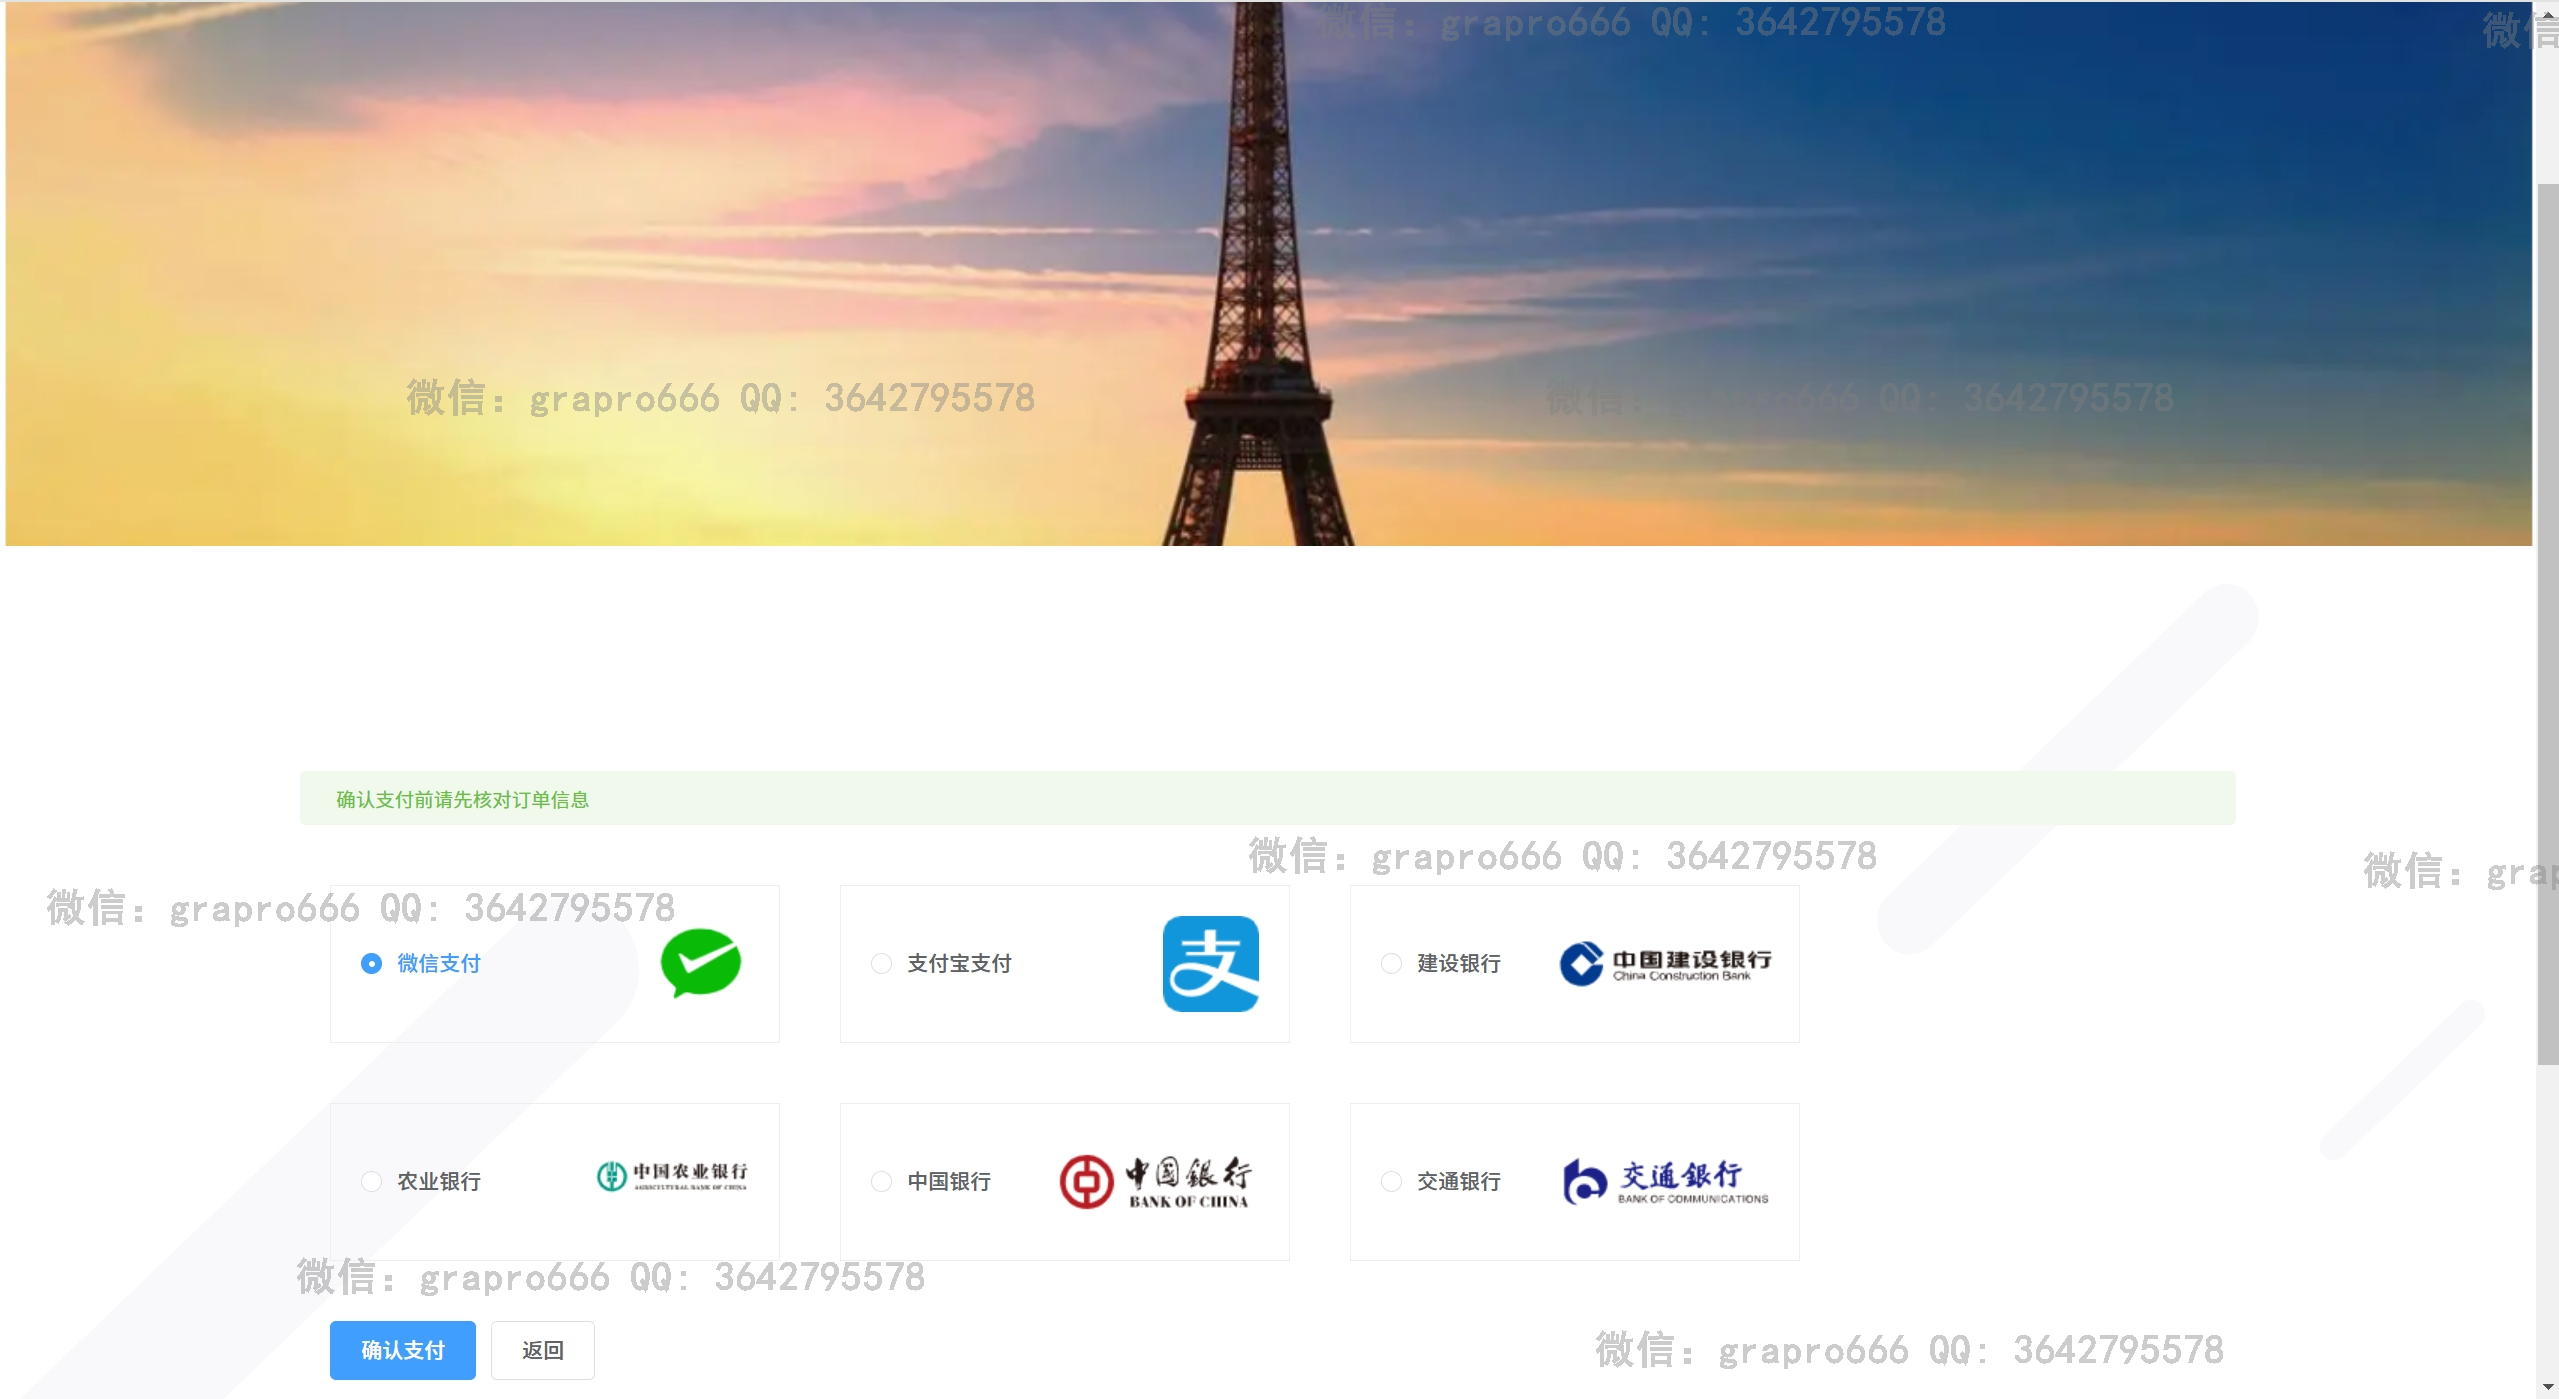 微信: grapro666 QQ: 3642795578
微信
微信: grapro666 QQ: 3642795578
微信: grapro666 QQ: 3642795578
确认支付前请先核对订单信息
微信: grapro666 QQ: 3642795578
微信: grap
微信: grapro666 QQ: 3642795578
微信支付
支
支付宝支付
建设银行
中国建设银行
China Construction Bank
农业银行
中国农业银行
AGRICULTURAL BANK OF CHINA
中国银行
中國銀行
BANK OF CHINA
交通银行
交通銀行
BANK OF COMMUNICATIONS
微信: grapro666 QQ: 3642795578
确认支付
返回
微信: grapro666 QQ: 3642795578